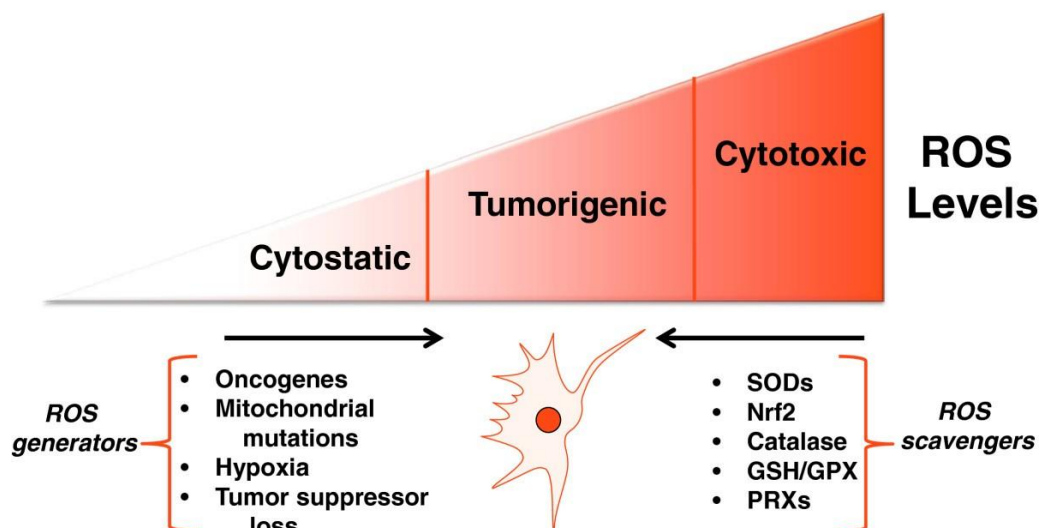 Cytotoxic
ROS
Levels
Tumorigenic
Cytostatic
ROS
generators
• Oncogenes
• Mitochondrial
mutations
• Hypoxia
• Tumor suppressor
loss
• SODs
• Nrf2
• Catalase
• GSH/GPX
• PRXs
ROS
scavengers